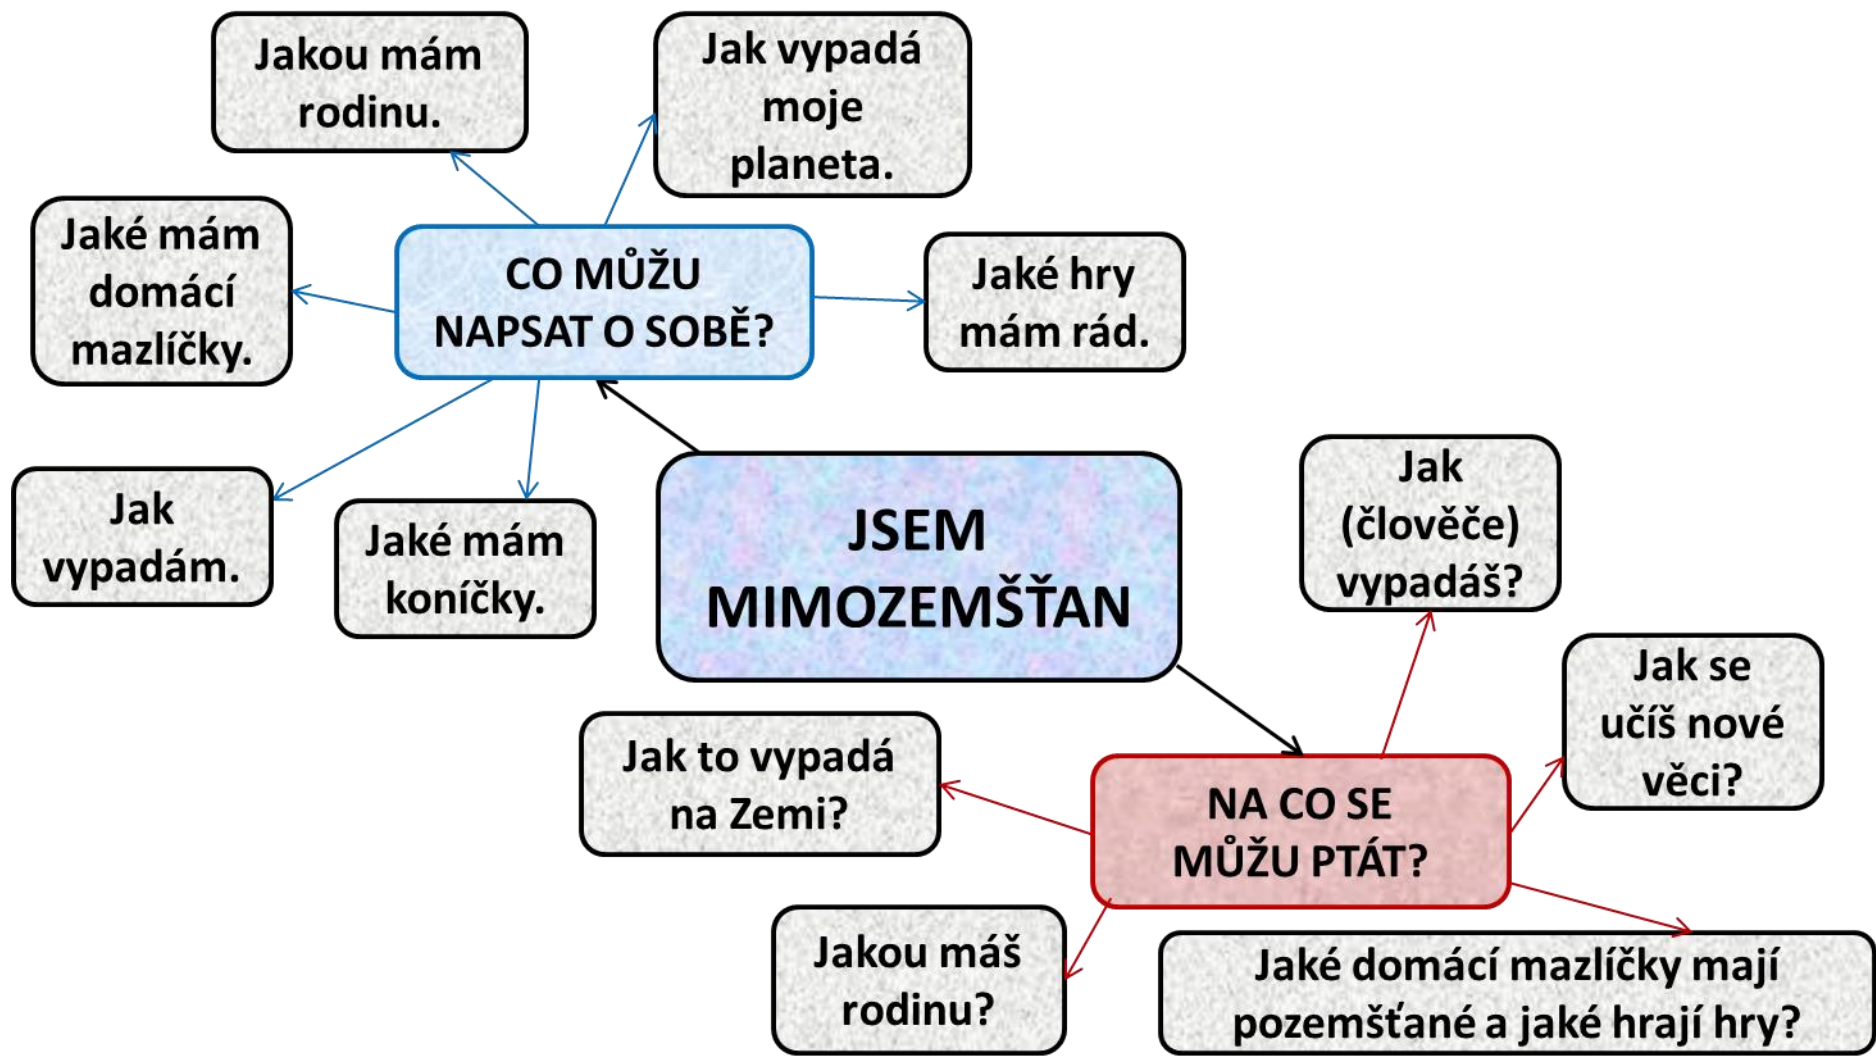 Jakou mám
rodinu.
Jak vypadá
moje
planeta.
Jaké mám
domácí
mazlíčky.
CO MŮŽU
NAPSAT O SOBĚ?
Jaké hry
mám rád.
Jak
vypadám.
Jaké mám
koníčky.
JSEM
MIMOZEMŠŤAN
Jak
(člověče)
vypadáš?
Jak se
učíš nové
věci?
Jak to vypadá
na Zemi?
NA CO SE
MŮŽU PTÁT?
Jakou máš
rodinu?
Jaké domácí mazlíčky mají
pozemšťané a jaké hrají hry?